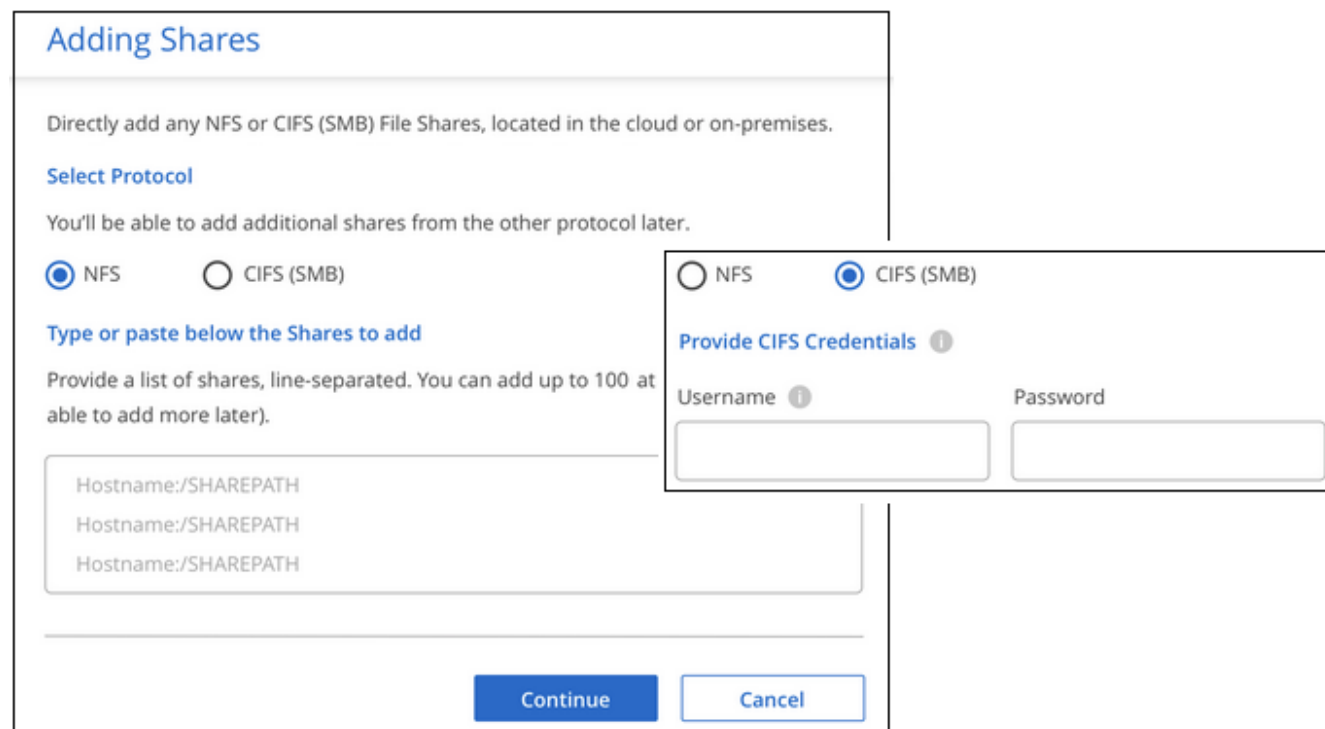 Adding Shares
Directly add any NFS or CIFS (SMB) File Shares, located in the cloud or on-premises.
Select Protocol
You'll be able to add additional shares from the other protocol later.
NFS CIFS (SMB)
Type or paste below the Shares to add
Provide a list of shares, line-separated. You can add up to 100 at
able to add more later).
Hostname:/SHAREPATH
Hostname:/SHAREPATH
Hostname:/SHAREPATH
Continue Cancel
NFS CIFS (SMB)
Provide CIFS Credentials
Username Password